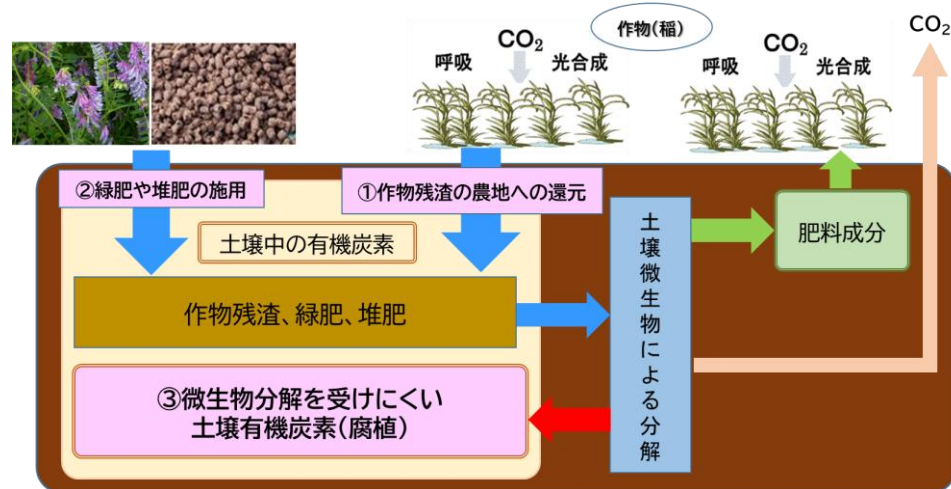 作物(稲)
CO₂
呼吸
光合成
CO₂
呼吸
光合成
CO₂
②緑肥や堆肥の施用
①作物残渣の農地への還元
土壌中の有機炭素
作物残渣、緑肥、堆肥
③微生物分解を受けにくい
土壌有機炭素(腐植)
土壌微生物による分解
肥料成分